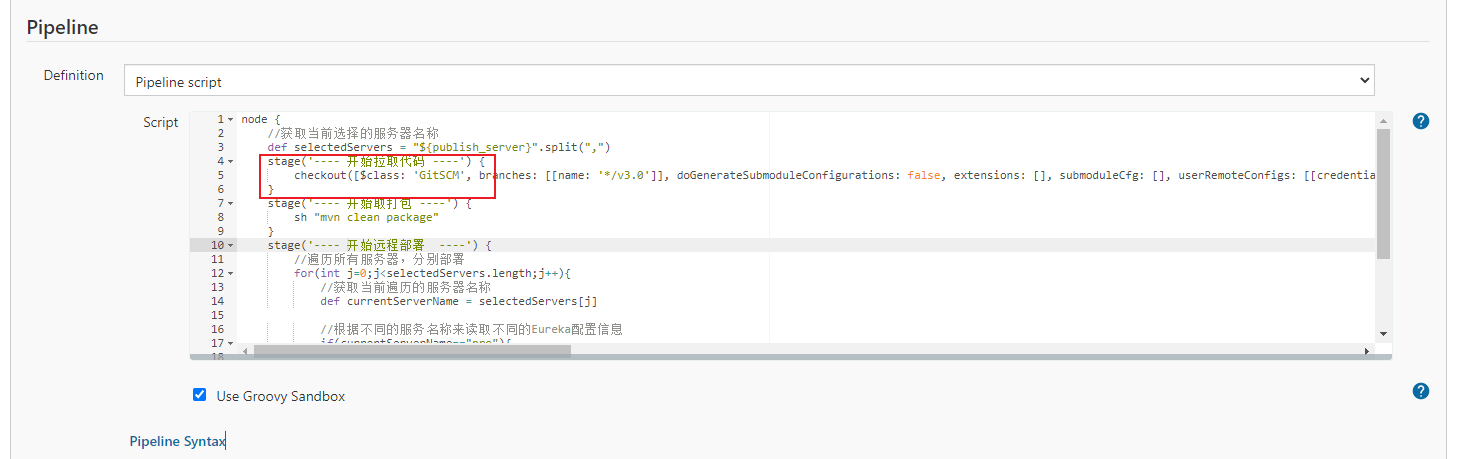 Pipeline
Definition
Pipeline script
Script
1 node {
2 //获取当前选择的服务器名称
3 def selectedServers = "${publish_server}".split(",")
4 stage('---- 开始拉取代码 ----') {
5 checkout([$class: 'GitSCM', branches: [[name: '*/v3.0']], doGenerateSubmoduleConfigurations: false, extensions: [], submoduleCfg: [], userRemoteConfigs: [[credentia
6 }
7 stage('---- 开始取打包 ----') {
8 sh "mvn clean package"
9 }
10 stage('---- 开始远程部署  ----') {
11 //遍历所有服务器，分别部署
12 for(int j=0;j<selectedServers.length;j++){
13 //获取当前遍历的服务器名称
14 def currentServerName = selectedServers[j]
15
16 //根据不同的服务名称来读取不同的Eureka配置信息
17 if(currentServerName=="pre"){
18
Use Groovy Sandbox
Pipeline Syntax